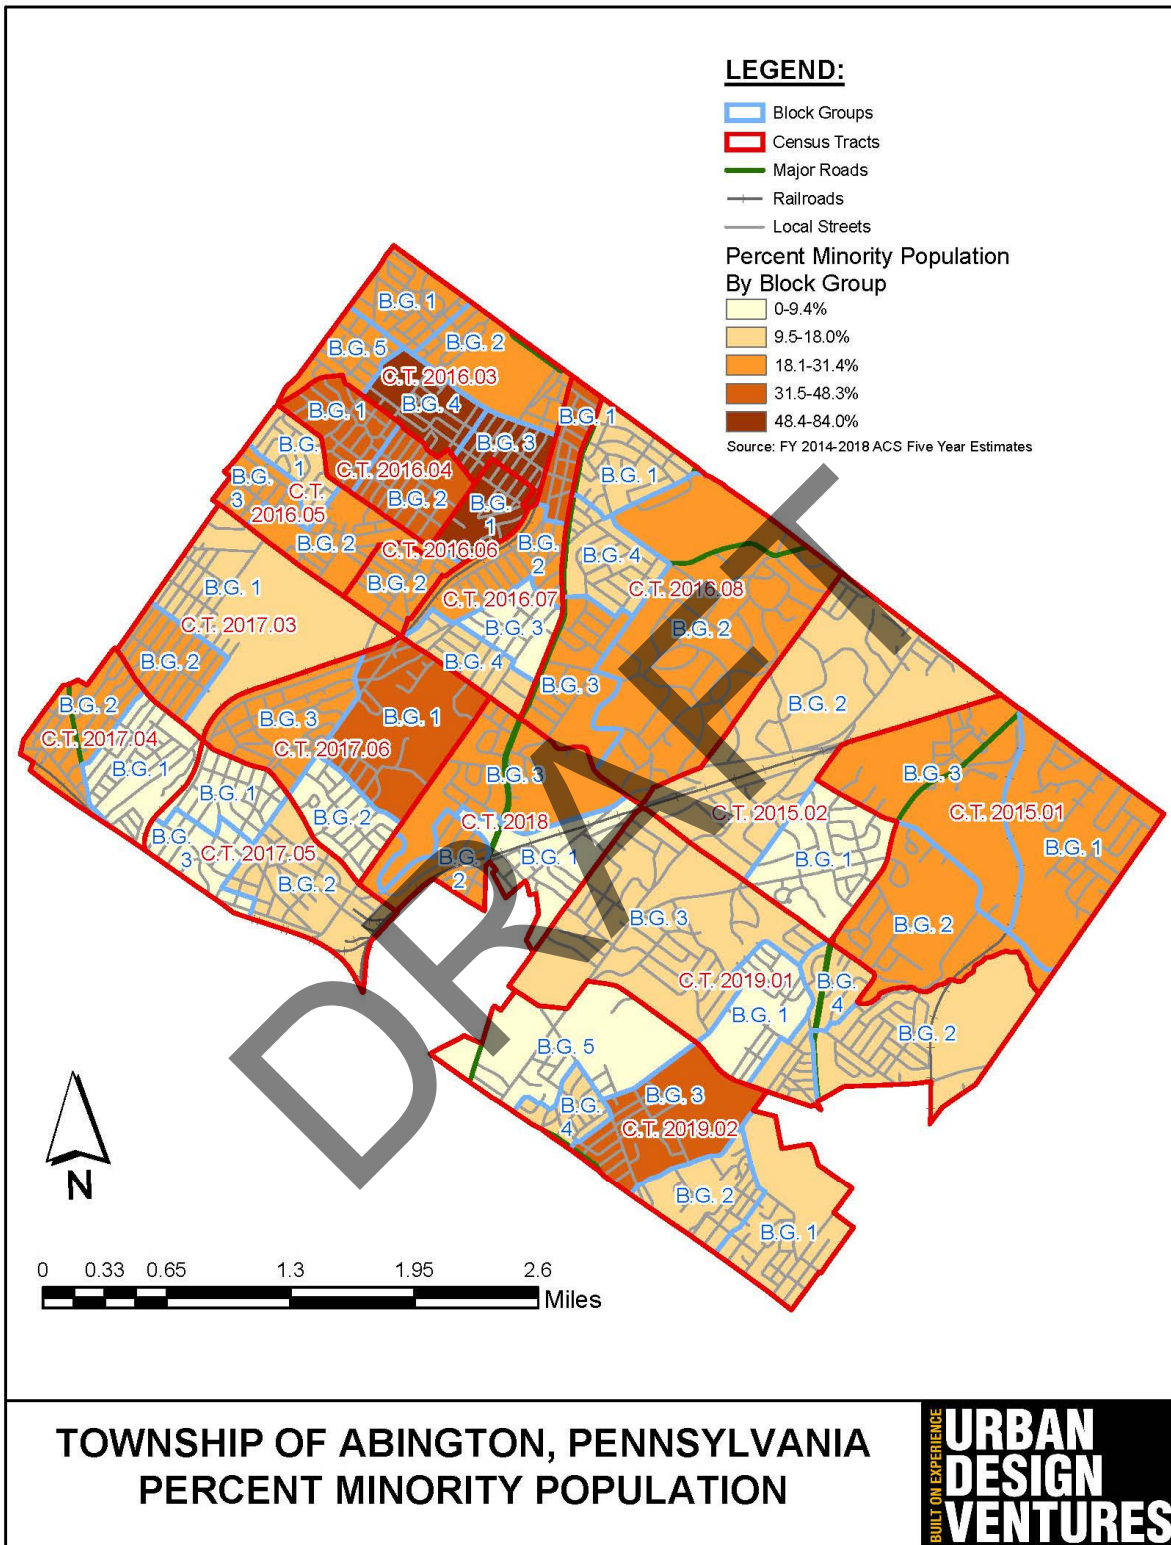 LEGEND:
Block Groups
Census Tracts
Major Roads
Railroads
Local Streets
Percent Minority Population
By Block Group
0-9.4%
9.5-18.0%
18.1-31.4%
31.5-48.3%
48.4-84.0%
Source: FY 2014-2018 ACS Five Year Estimates
B.G. 1
B.G. 2
B.G. 5
C.T. 2016.03
B.G. 4
B.G. 1
B.G. 1
B.G. 3
B.G.
1
C.T. 2016.04
B.G. 1
B.G.
3
C.T.
2016.05
B.G. 2
B.G.
1
B.G. 2
C.T. 2016.06
B.G.
2
B.G. 4
B.G. 2
C.T. 2016.07
C.T. 2016.08
B.G. 1
C.T. 2017.03
B.G. 3
B.G. 2
B.G. 2
B.G. 4
B.G. 3
B.G. 2
B.G. 2
C.T. 2017.04
B.G. 3
B.G. 1
C.T. 2017.06
B.G. 1
B.G. 3
B.G. 3
B.G. 1
B.G. 2
C.T. 2018
C.T. 2015.02
C.T. 2015.01
B.G.
3
C.T. 2017.05
B.G. 2
B.G.
2
B.G. 1
B.G. 1
B.G. 1
B.G. 3
B.G. 2
C.T. 2019.01
B.G.
4
B.G. 1
B.G. 2
B.G. 5
B.G.
4
B.G. 3
C.T. 2019.02
B.G. 2
B.G. 1
DRAFT
N
0 0.33 0.65 1.3 1.95 2.6
Miles
TOWNSHIP OF ABINGTON, PENNSYLVANIA
PERCENT MINORITY POPULATION
BUILT ON EXPERIENCE
URBAN
DESIGN
VENTURES